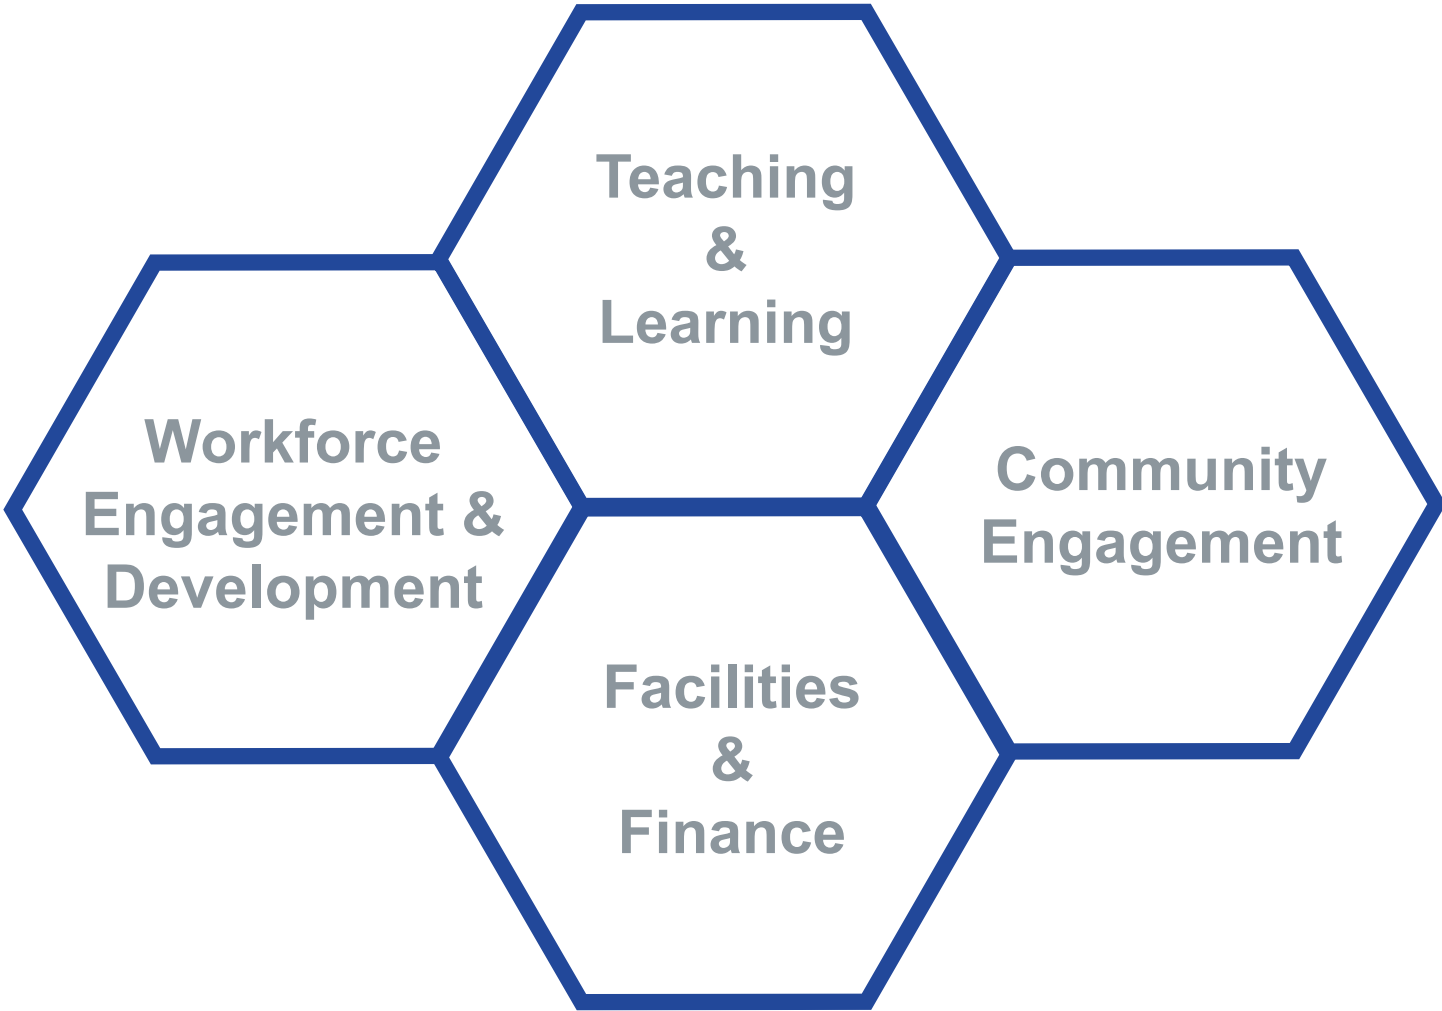 Teaching
&
Learning
Workforce
Engagement &
Development
Community
Engagement
Facilities
&
Finance